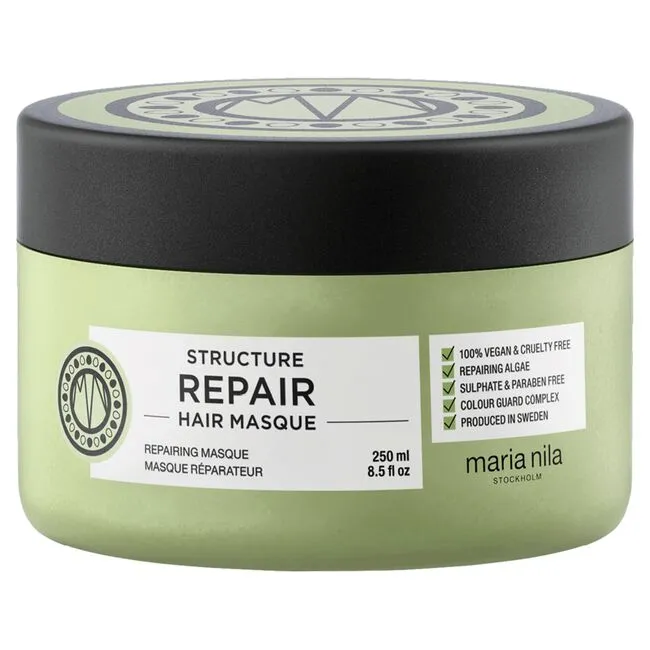 STRUCTURE
REPAIR
HAIR MASQUE
REPAIRING MASQUE
MASQUE RÉPARATEUR
250 ml
8.5 fl oz
100% VEGAN & CRUELTY FREE
REPAIRING ALGAE
SULPHATE & PARABEN FREE
COLOUR GUARD COMPLEX
PRODUCED IN SWEDEN
maria nila
STOCKHOLM